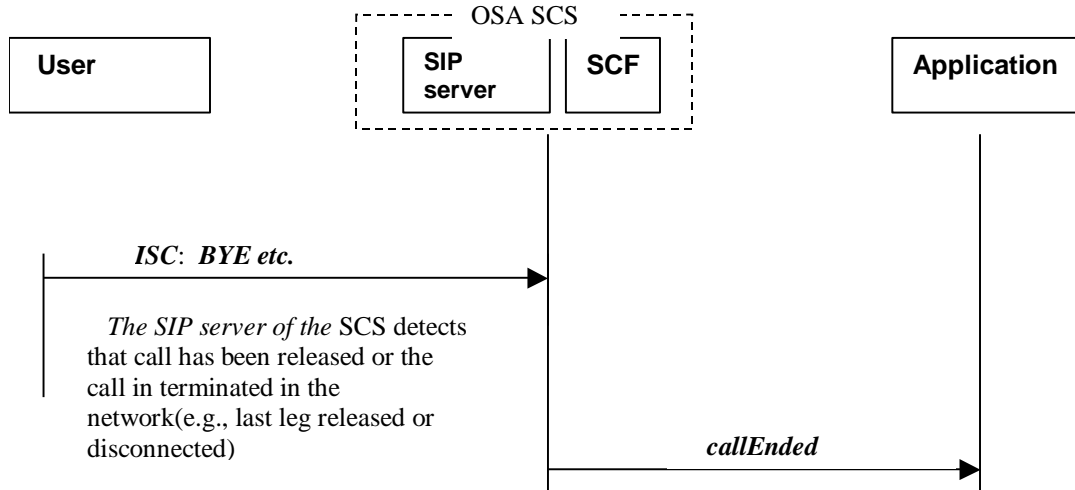 OSA SCS
User
SIP
server
SCF
Application
ISC: BYE etc.
The SIP server of the SCS detects
that call has been released or the
call in terminated in the
network(e.g., last leg released or
disconnected)
callEnded